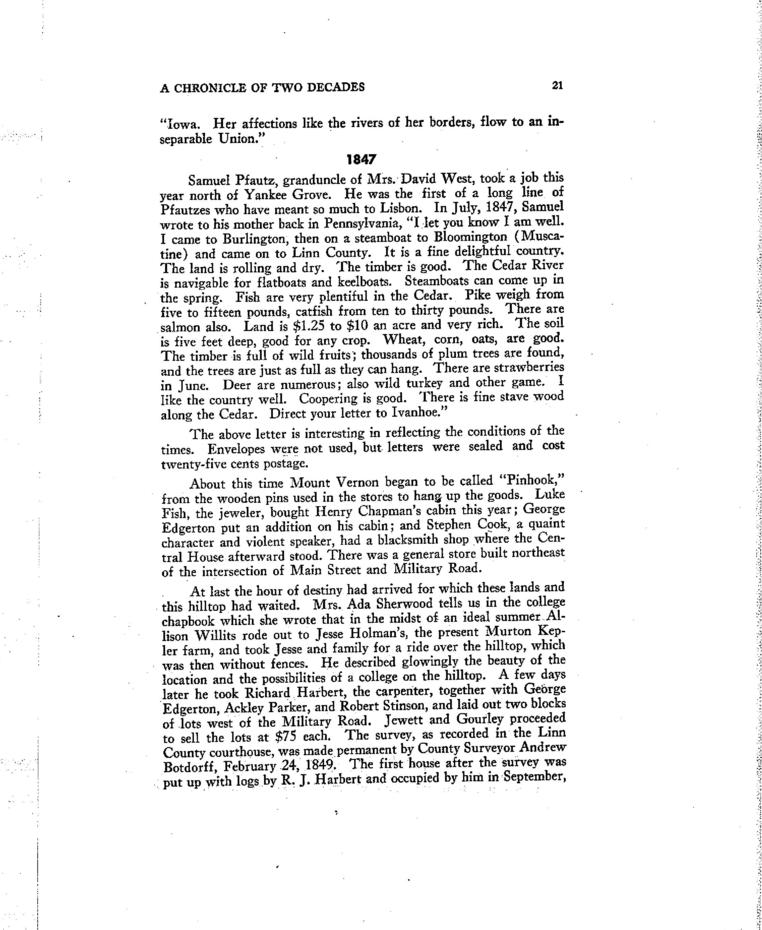 A CHRONICLE OF TWO DECADES 21
"Iowa. Her affections like the rivers of her borders, flow to an in-
separable Union."
1847
Samuel Pfautz, granduncle of Mrs. David West, took a job this
year north of Yankee Grove. He was the first of a long line of
Pfautzes who have meant so much to Lisbon. In July, 1847, Samuel
wrote to his mother back in Pennsylvania, "I let you know I am well.
I came to Burlington, then on a steamboat to Bloomington (Musca-
tine) and came on to Linn County. It is a fine delightful country.
The land is rolling and dry. The timber is good. The Cedar River
is navigable for flatboats and keelboats. Steamboats can come up in
the spring. Fish are very plentiful in the Cedar. Pike weigh from
five to fifteen pounds, catfish from ten to thirty pounds. There are
salmon also. Land is $1.25 to $10 an acre and very rich. The soil
is five feet deep, good for any crop. Wheat, corn, oats, are good.
The timber is full of wild fruits; thousands of plum trees are found,
and the trees are just as full as they can hang. There are strawberries
in June. Deer are numerous; also wild turkey and other game. I
like the country well. Coopering is good. There is fine stave wood
along the Cedar. Direct your letter to Ivanhoe."
The above letter is interesting in reflecting the conditions of the
times. Envelopes were not used, but letters were sealed and cost
twenty-five cents postage.
About this time Mount Vernon began to be called "Pinhook,"
from the wooden pins used in the stores to hang up the goods. Luke
Fish, the jeweler, bought Henry Chapman's cabin this year; George
Edgerton put an addition on his cabin; and Stephen Cook, a quaint
character and violent speaker, had a blacksmith shop where the Cen-
tral House afterward stood. There was a general store built northeast
of the intersection of Main Street and Military Road.
At last the hour of destiny had arrived for which these lands and
this hilltop had waited. Mrs. Ada Sherwood tells us in the college
chapbook which she wrote that in the midst of an ideal summer Al-
lison Willits rode out to Jesse Holman's, the present Murton Kep-
ler farm, and took Jesse and family for a ride over the hilltop, which
was then without fences. He described glowingly the beauty of the
location and the possibilities of a college on the hilltop. A few days
later he took Richard Harbert, the carpenter, together with George
Edgerton, Ackley Parker, and Robert Stinson, and laid out two blocks
of lots west of the Military Road. Jewett and Gourley proceeded
to sell the lots at $75 each. The survey, as recorded in the Linn
County courthouse, was made permanent by County Surveyor Andrew
Botdorff, February 24, 1849. The first house after the survey was
put up with logs by R. J. Harbert and occupied by him in September,